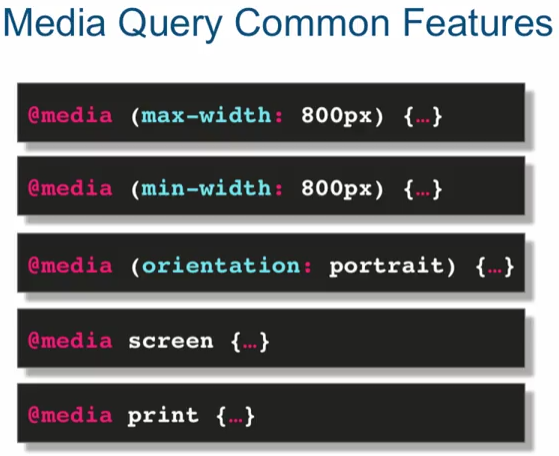 Media Query Common Features
@media (max-width: 800px) {…}
@media (min-width: 800px) {…}
@media (orientation: portrait) {…}
@media screen {…}
@media print {…}